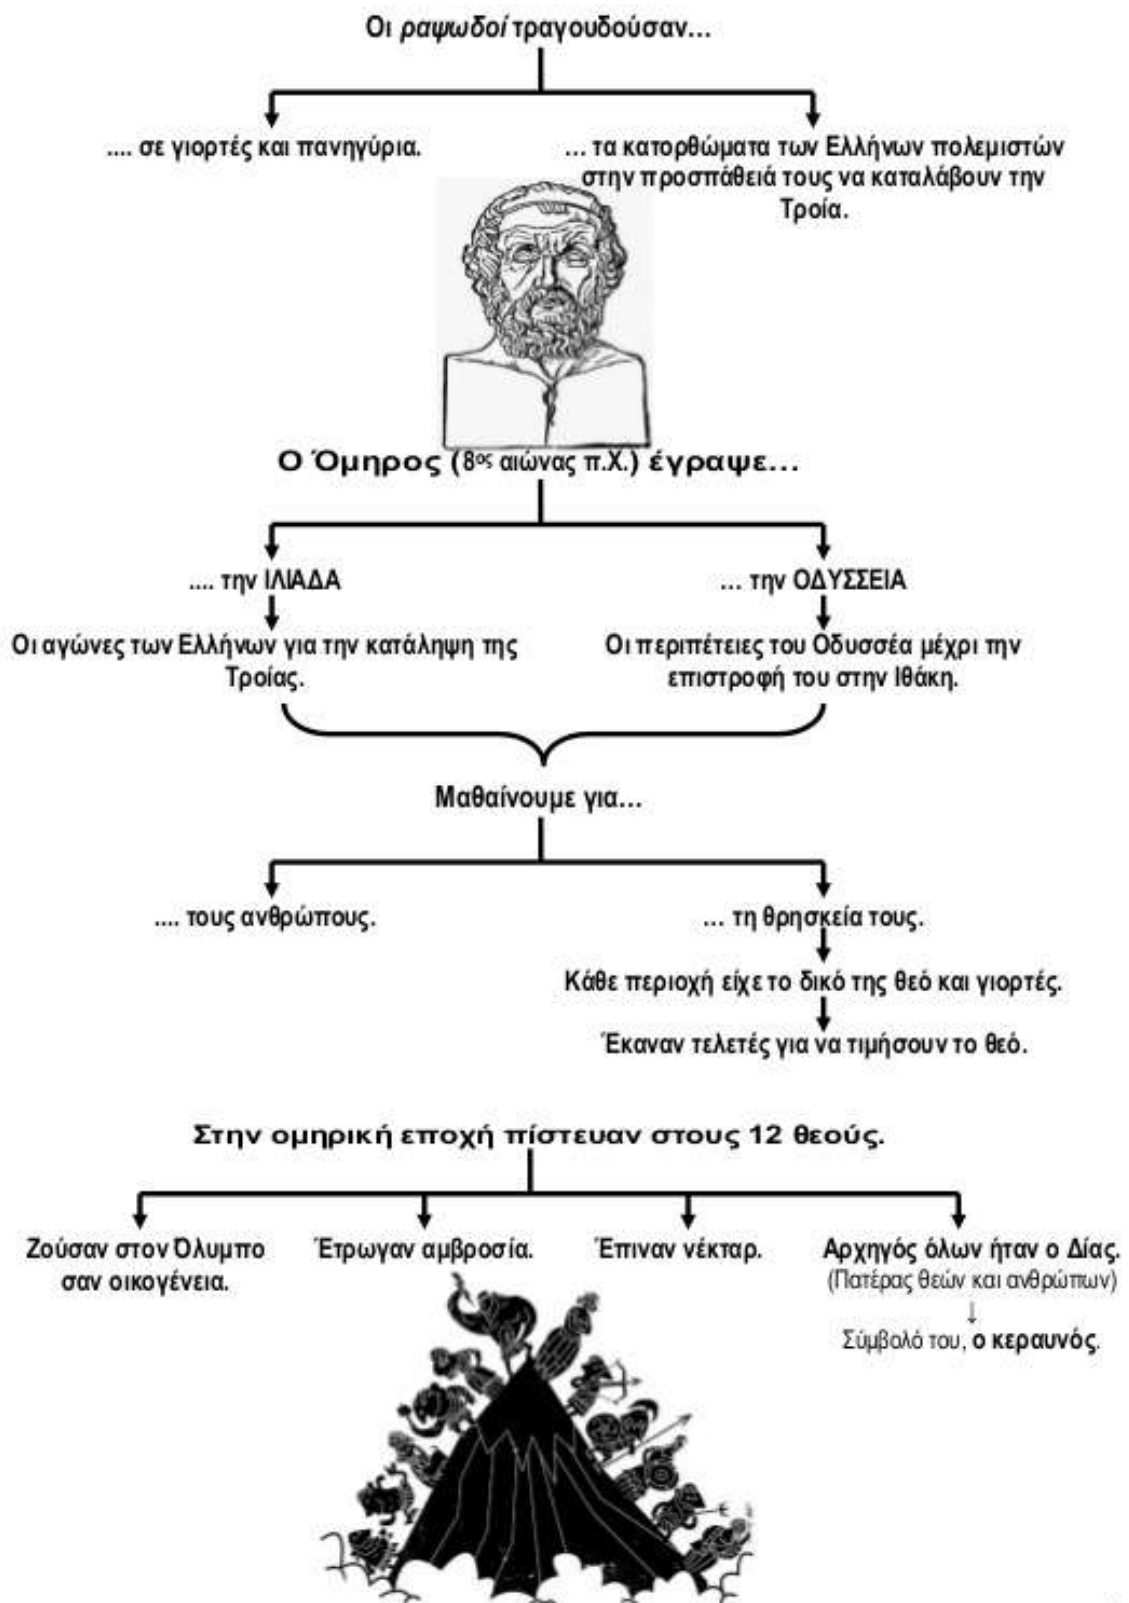 Οι ραψωδοί τραγουδούσαν…
.... σε γιορτές και πανηγύρια.
… τα κατορθώματα των Ελλήνων πολεμιστών
στην προσπάθειά τους να καταλάβουν την
Τροία.
Ο Όμηρος (8ος αιώνας π.Χ.) έγραψε…
.... την ΙΛΙΑΔΑ
… την ΟΔΥΣΣΕΙΑ
Οι αγώνες των Ελλήνων για την κατάληψη της
Τροίας.
Οι περιπέτειες του Οδυσσέα μέχρι την
επιστροφή του στην Ιθάκη.
Μαθαίνουμε για…
.... τους ανθρώπους.
… τη θρησκεία τους.
Κάθε περιοχή είχε το δικό της θεό και γιορτές.
Έκαναν τελετές για να τιμήσουν το θεό.
Στην ομηρική εποχή πίστευαν στους 12 θεούς.
Ζούσαν στον Όλυμπο
σαν οικογένεια.
Έτρωγαν αμβροσία.
Έπιναν νέκταρ.
Αρχηγός όλων ήταν ο Δίας.
(Πατέρας θεών και ανθρώπων)
↓
Σύμβολό του, ο κεραυνός.